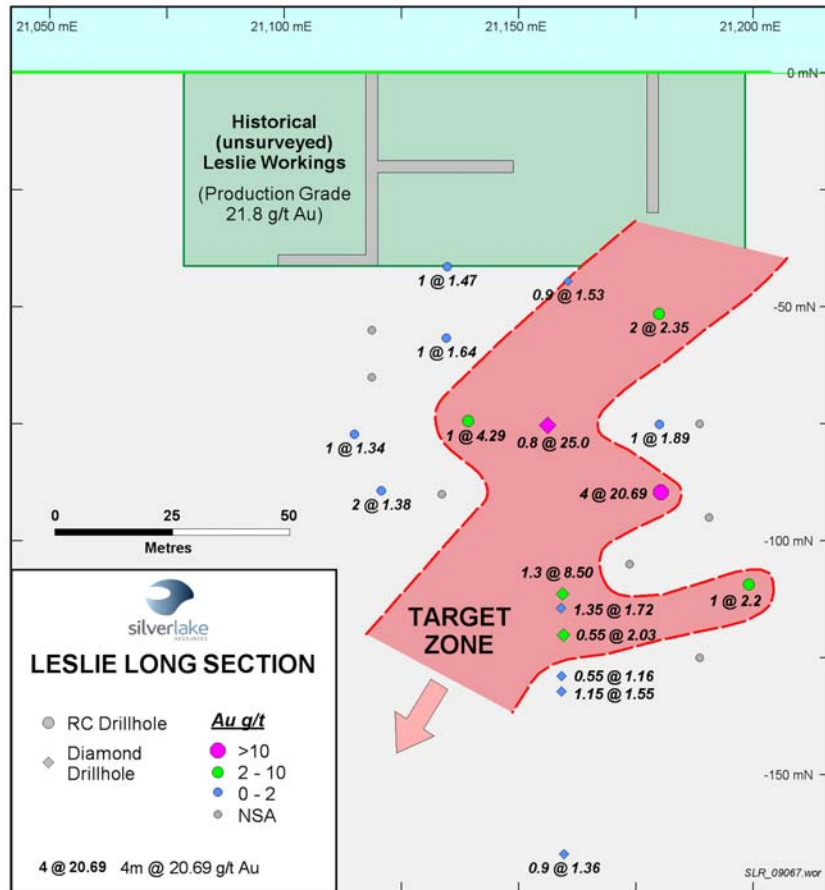 21,050 mE
21,100 mE
21,150 mE
21,200 mE
0 mN
Historical
(unsurveyed)
Leslie Workings
(Production Grade
21.8 g/t Au)
1 @ 1.47
0.9 @ 1.53
-50 mN
2 @ 2.35
1 @ 1.64
1 @ 4.29
0.8 @ 25.0
1 @ 1.89
1 @ 1.34
4 @ 20.69
2 @ 1.38
0 25 50
Metres
-100 mN
1.3 @ 8.50
1 @ 2.2
1.35 @ 1.72
TARGET
ZONE
0.55 @ 2.03
0.55 @ 1.16
1.15 @ 1.55
-150 mN
0.9 @ 1.36
silverlake
RESOURCES
LESLIE LONG SECTION
RC Drillhole
Diamond
Drillhole
Au g/t
>10
2 - 10
0 - 2
NSA
4 @ 20.69 4m @ 20.69 g/t Au
SLR_09067.wor